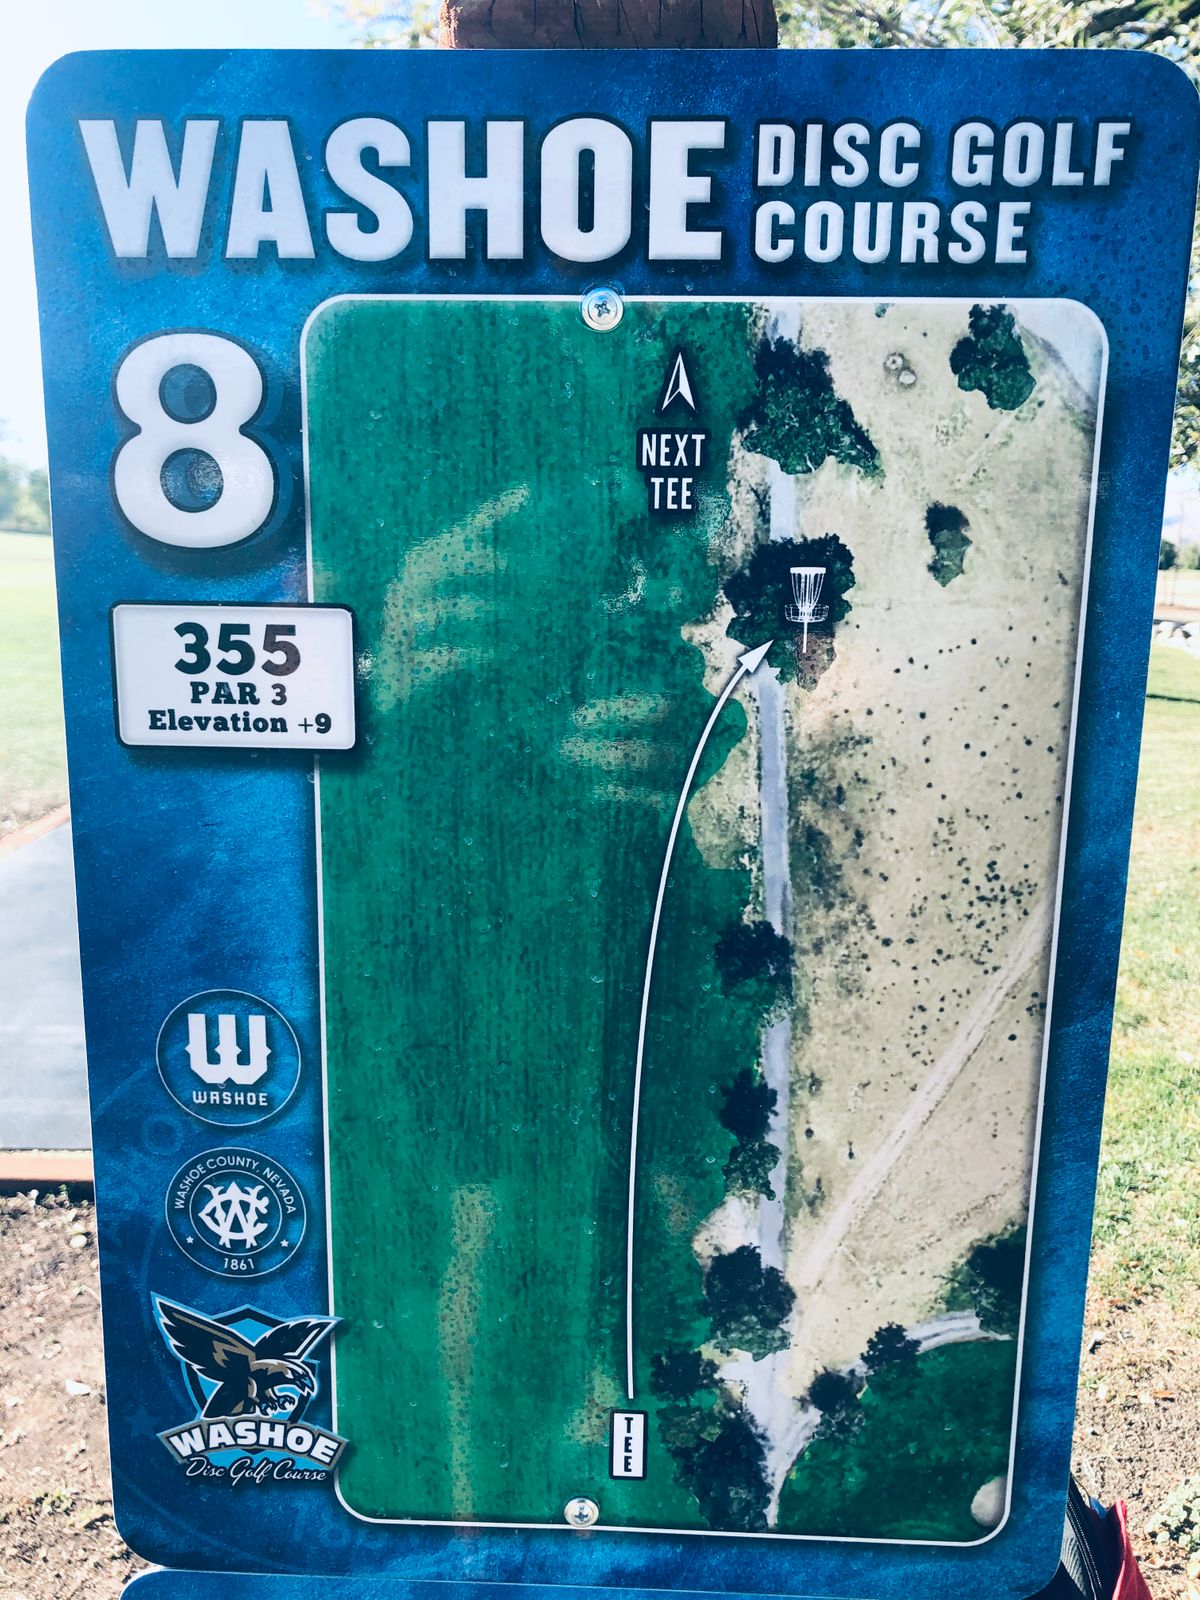 WASHOE
DISC GOLF
COURSE
8
355
PAR 3
Elevation +9
NEXT
TEE
TEE
W
WASHOE
WASHOE COUNTY, NEVADA
1861
WASHOE
Disc Golf Course